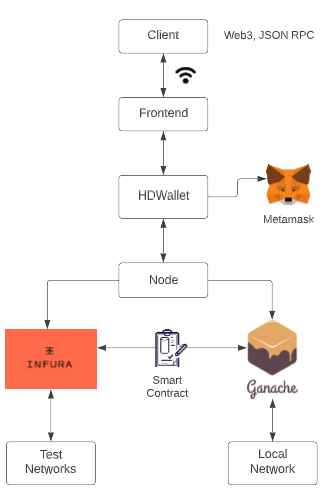 Client
Web3, JSON RPC
Frontend
HDWallet
Metamask
Node
INFURA
Smart
Contract
Ganache
Test
Networks
Local
Network